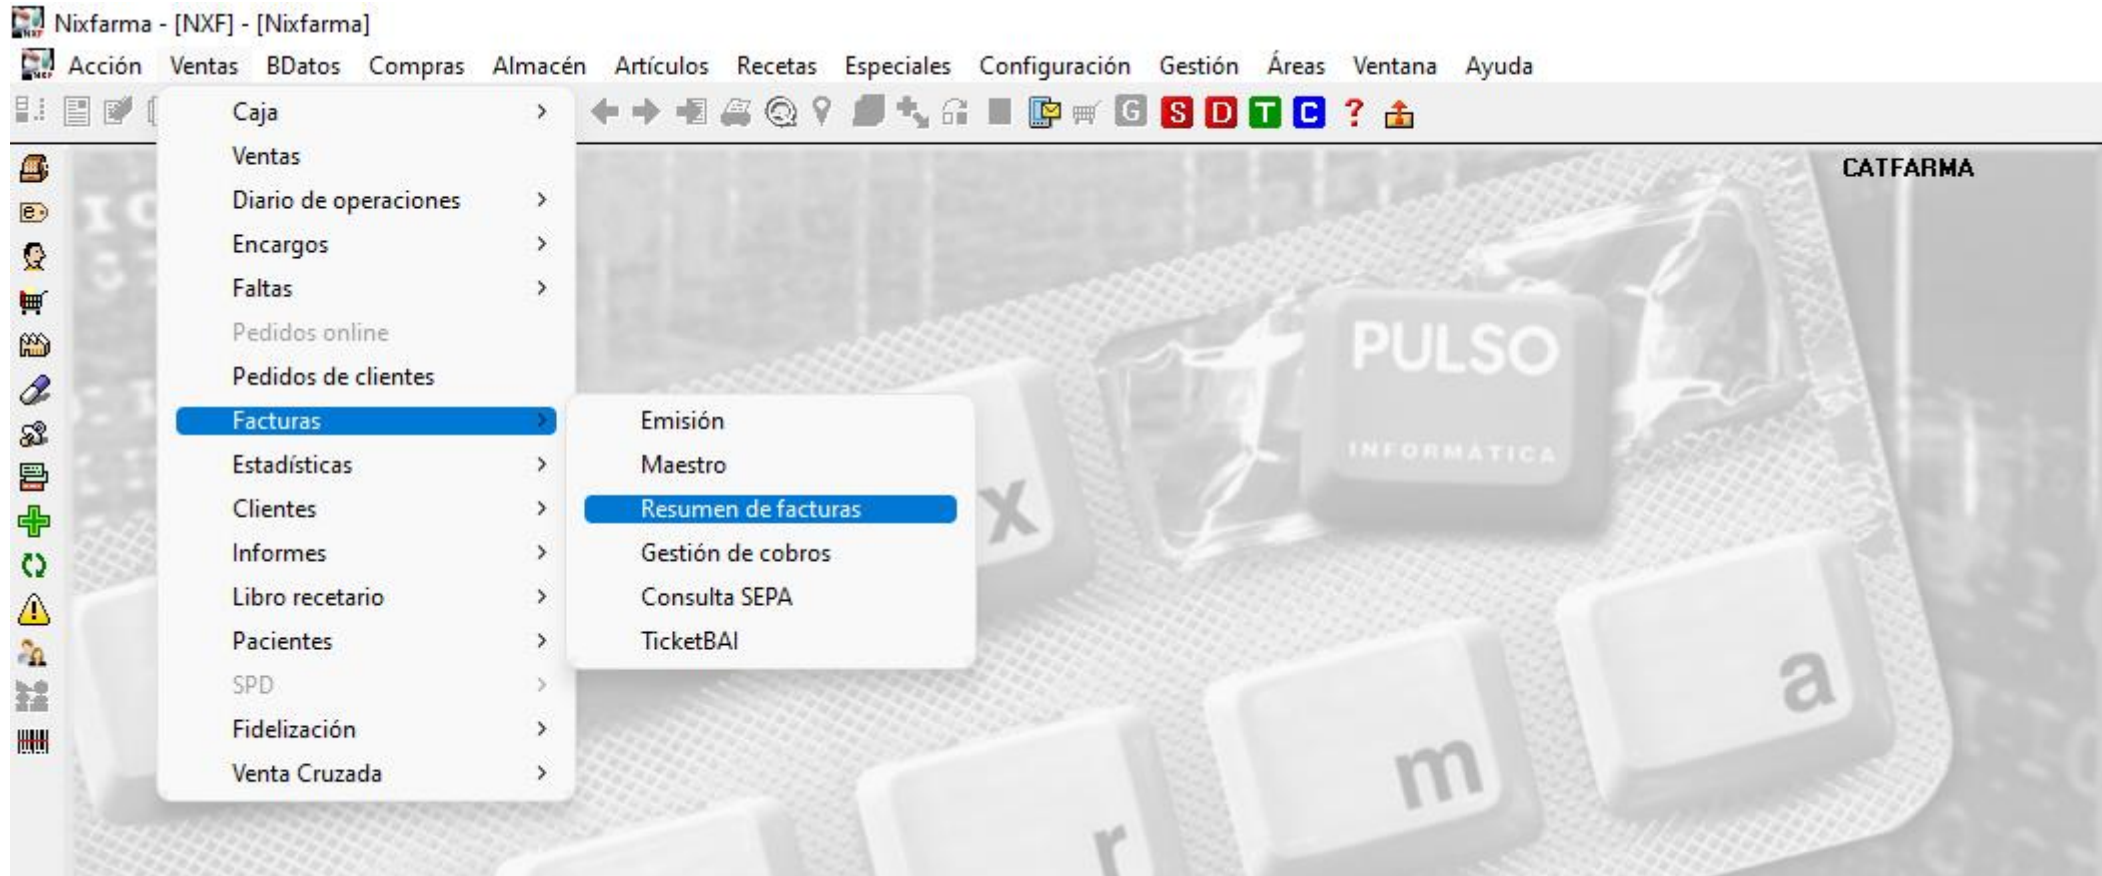 Nixfarma - [NXF] - [Nixfarma]
Acción Ventas BDatos Compras Almacén Artículos Recetas Especiales Configuración Gestión Áreas Ventana Ayuda
G S D T C ?
CATFARMA
Caja
Ventas
Diario de operaciones
Encargos
Faltas
Pedidos online
Pedidos de clientes
Facturas
Estadísticas
Clientes
Informes
Libro recetario
Pacientes
SPD
Fidelización
Venta Cruzada
Emisión
Maestro
Resumen de facturas
Gestión de cobros
Consulta SEPA
TicketBAI
PULSO
INFORMÁTICA
x
a
m
r